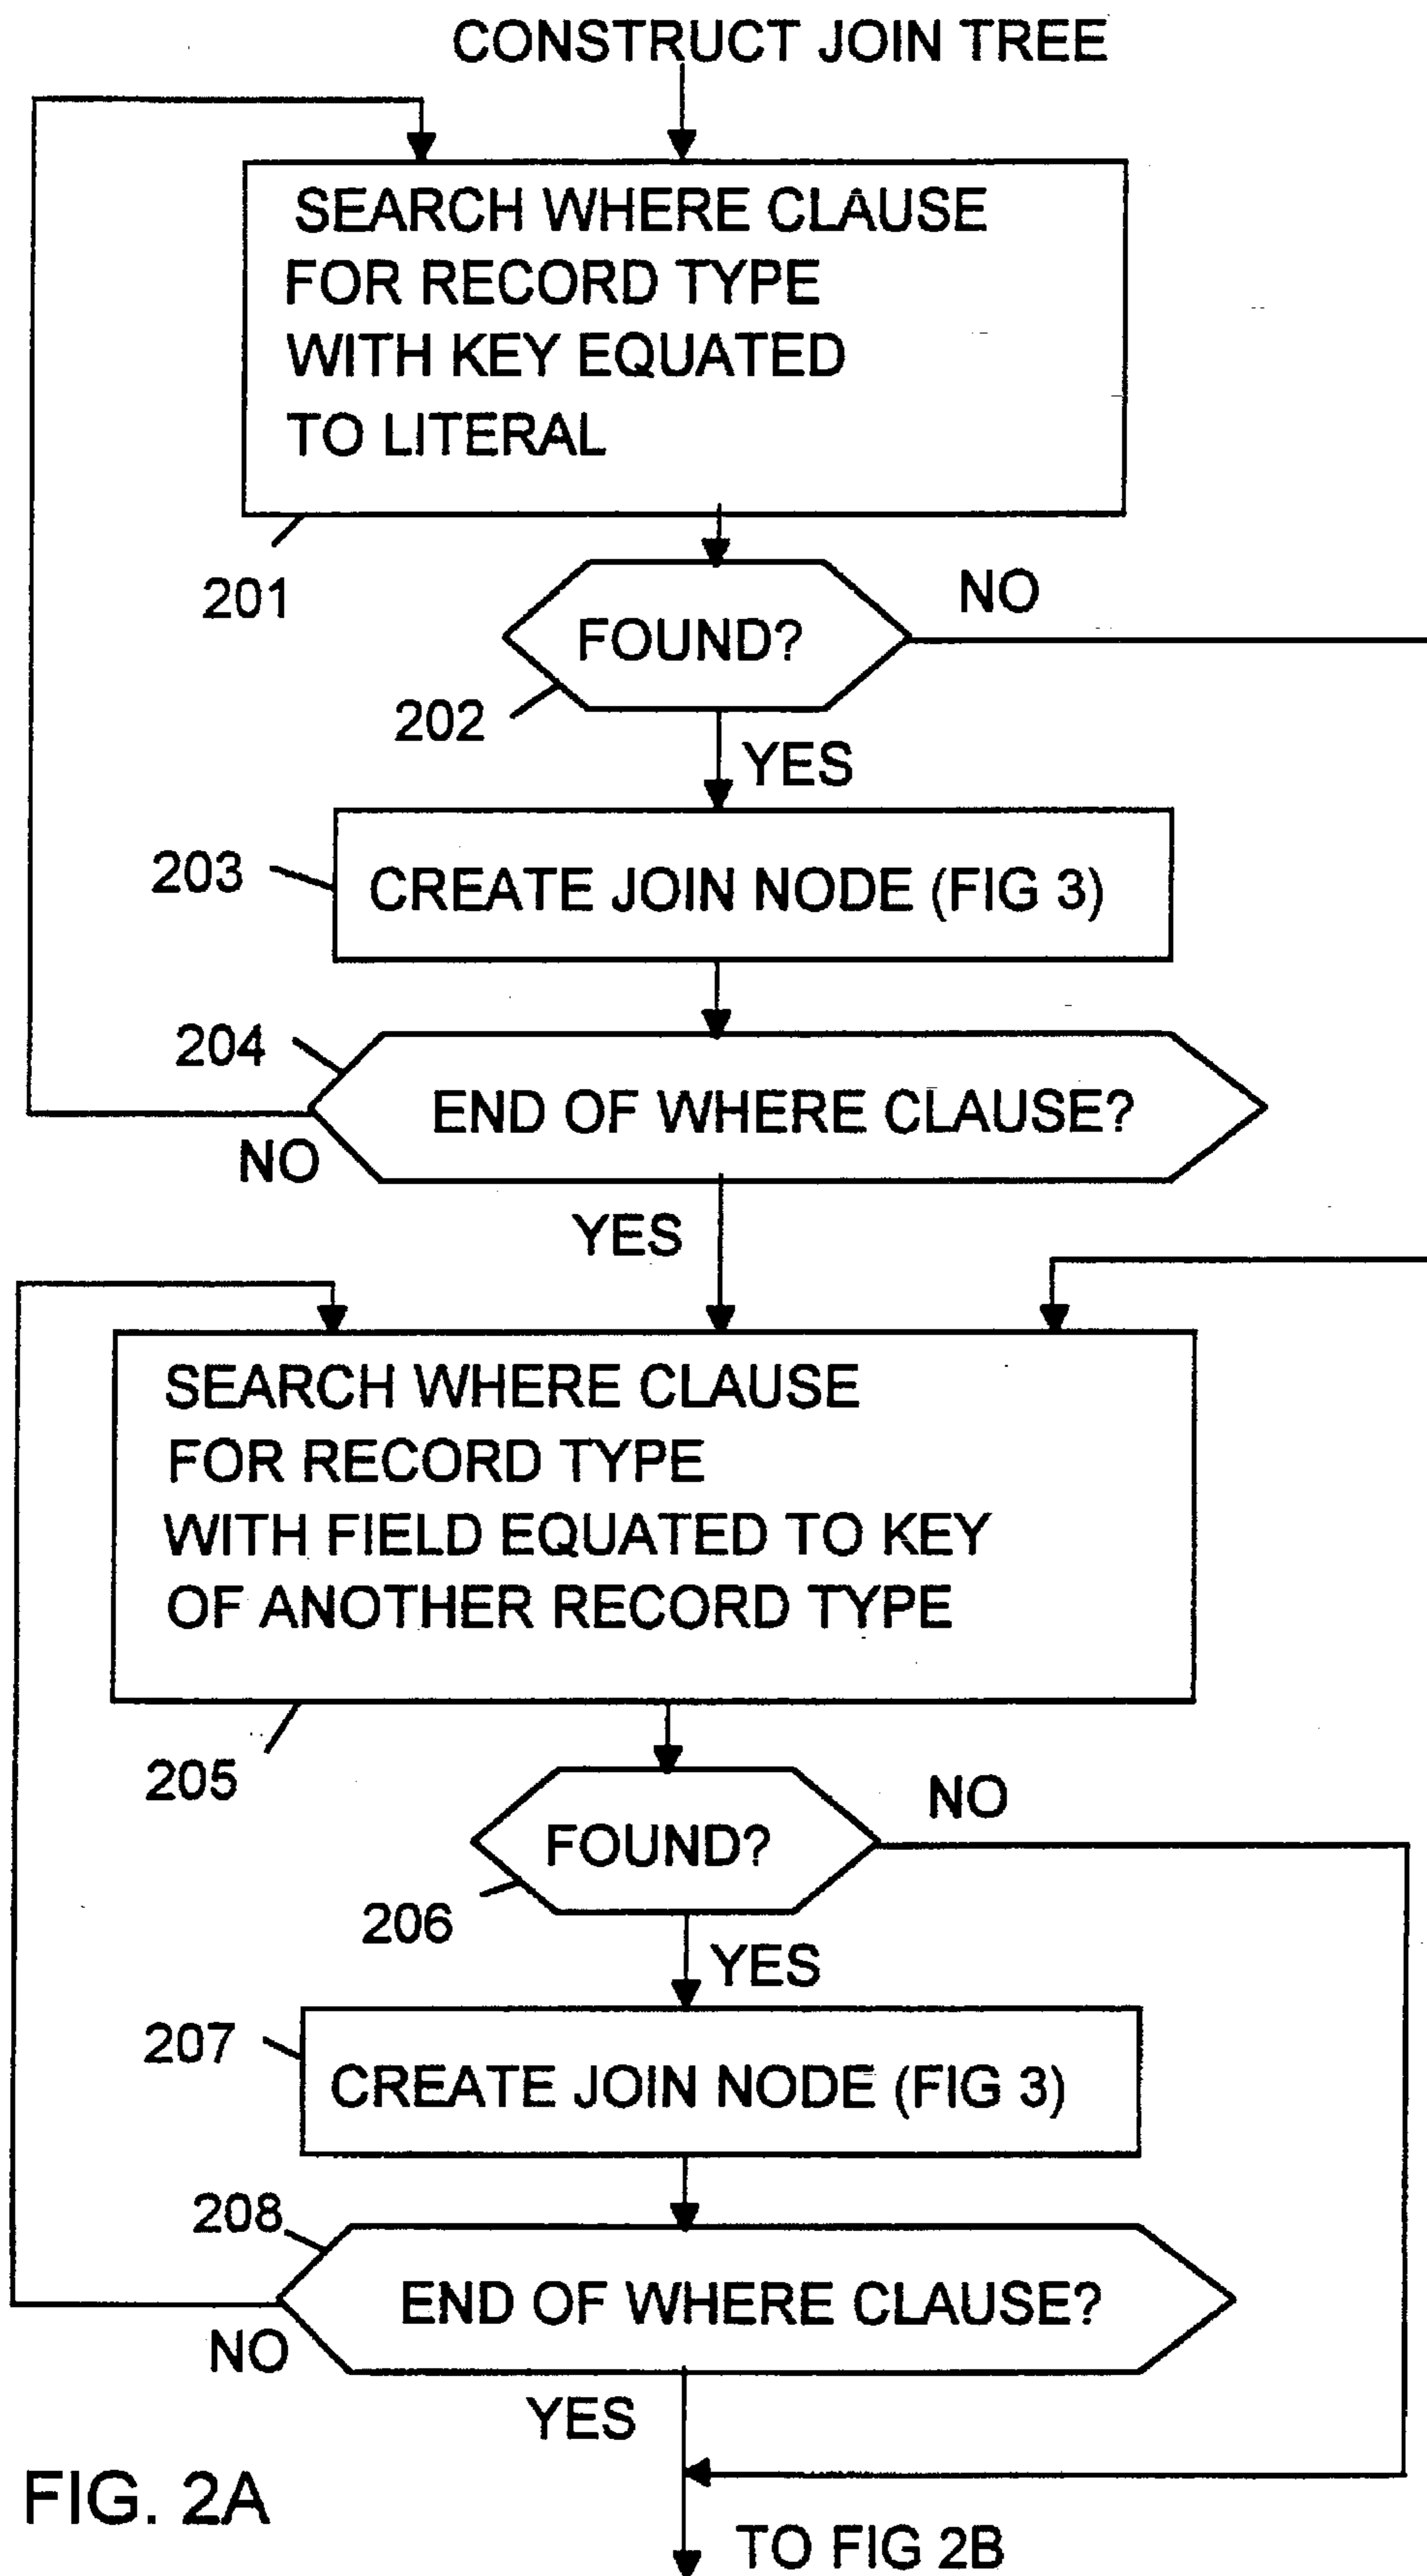 CONSTRUCT JOIN TREE
SEARCH WHERE CLAUSE
FOR RECORD TYPE
WITH KEY EQUATED
TO LITERAL
201
FOUND?
NO
202
YES
203
CREATE JOIN NODE (FIG 3)
204
END OF WHERE CLAUSE?
NO
YES
SEARCH WHERE CLAUSE
FOR RECORD TYPE
WITH FIELD EQUATED TO KEY
OF ANOTHER RECORD TYPE
205
FOUND?
NO
206
YES
207
CREATE JOIN NODE (FIG 3)
208
END OF WHERE CLAUSE?
NO
YES
FIG. 2A
TO FIG 2B